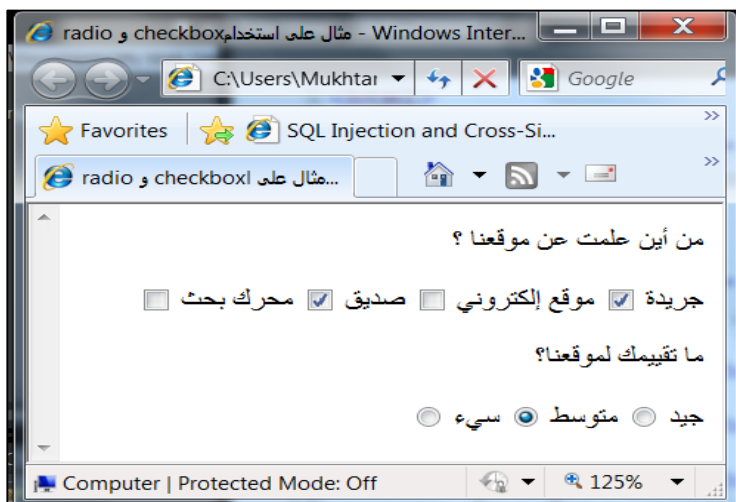 مثال على استخدامcheckbox و radio - Windows Inter...
C:\Users\Mukhtar
Google
Favorites
SQL Injection and Cross-Si...
مثال على checkboxا و radio...
من أين علمت عن موقعنا ؟
جريدة موقع إلكتروني صديق محرك بحث
ما تقييمك لموقعنا؟
جيد متوسط سيء
Computer | Protected Mode: Off
125%